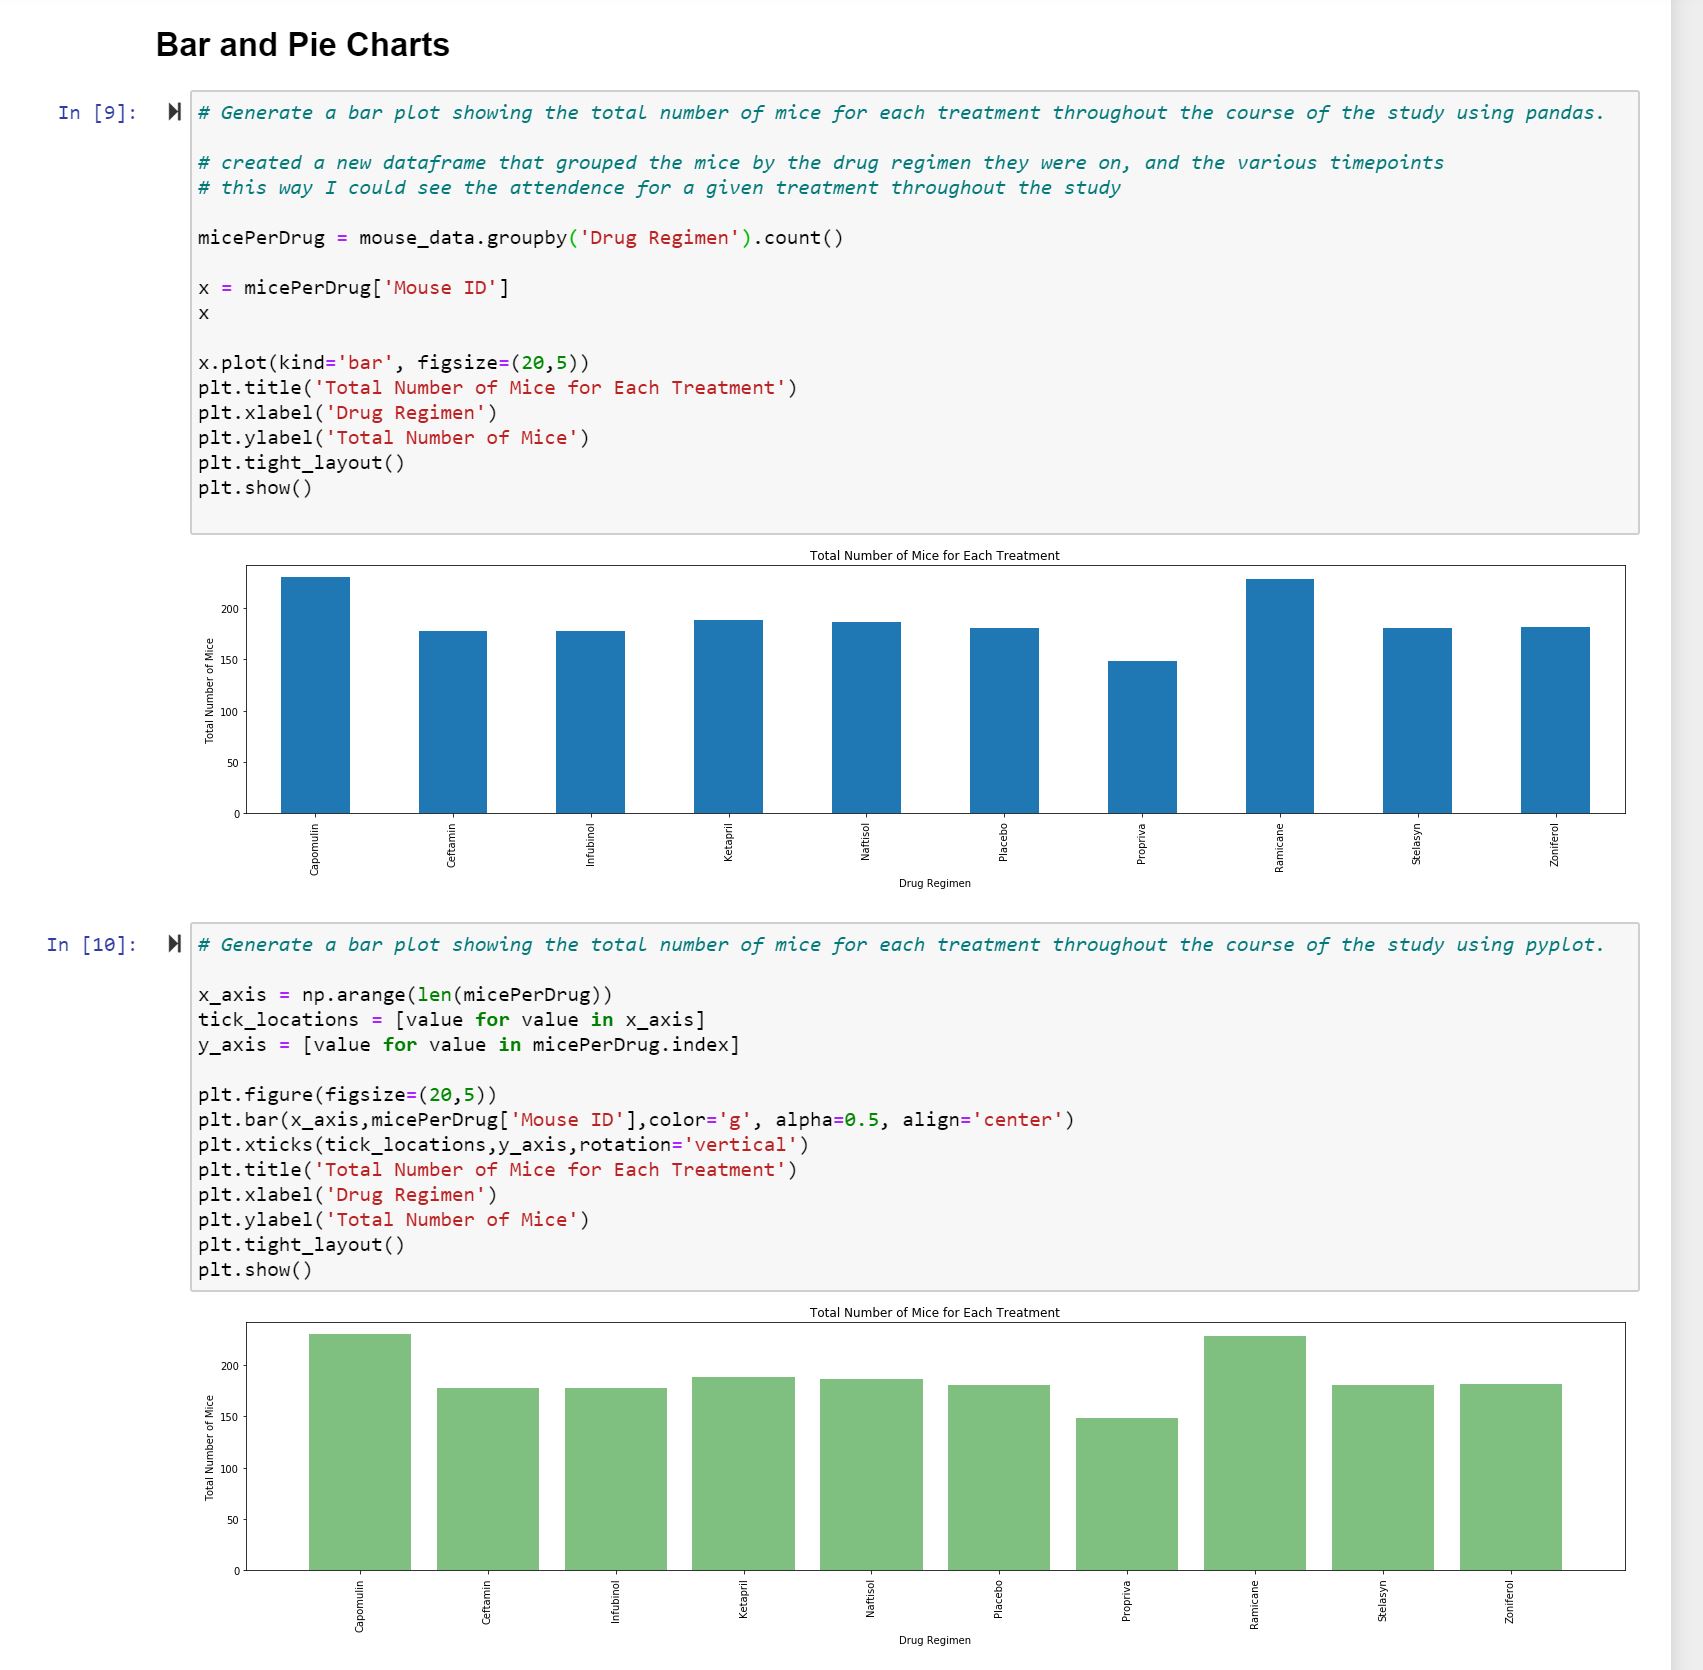 Bar and Pie Charts
In [9]:
# Generate a bar plot showing the total number of mice for each treatment throughout the course of the study using pandas.
# created a new dataframe that grouped the mice by the drug regimen they were on, and the various timepoints
# this way I could see the attendence for a given treatment throughout the study
micePerDrug = mouse_data.groupby('Drug Regimen').count()
x = micePerDrug['Mouse ID']
x
x.plot(kind='bar', figsize=(20,5))
plt.title('Total Number of Mice for Each Treatment')
plt.xlabel('Drug Regimen')
plt.ylabel('Total Number of Mice')
plt.tight_layout()
plt.show()
Total Number of Mice for Each Treatment
Total Number of Mice
200
150
100
50
0
Capomulin
Ceftamin
Infubinol
Ketapril
Naftisol
Placebo
Propriva
Ramicane
Stelasyn
Zoniferol
Drug Regimen
In [10]:
# Generate a bar plot showing the total number of mice for each treatment throughout the course of the study using pyplot.
x_axis = np.arange(len(micePerDrug))
tick_locations = [value for value in x_axis]
y_axis = [value for value in micePerDrug.index]
plt.figure(figsize=(20,5))
plt.bar(x_axis,micePerDrug['Mouse ID'],color='g', alpha=0.5, align='center')
plt.xticks(tick_locations,y_axis,rotation='vertical')
plt.title('Total Number of Mice for Each Treatment')
plt.xlabel('Drug Regimen')
plt.ylabel('Total Number of Mice')
plt.tight_layout()
plt.show()
Total Number of Mice for Each Treatment
Total Number of Mice
200
150
100
50
0
Capomulin
Ceftamin
Infubinol
Ketapril
Naftisol
Placebo
Propriva
Ramicane
Stelasyn
Zoniferol
Drug Regimen